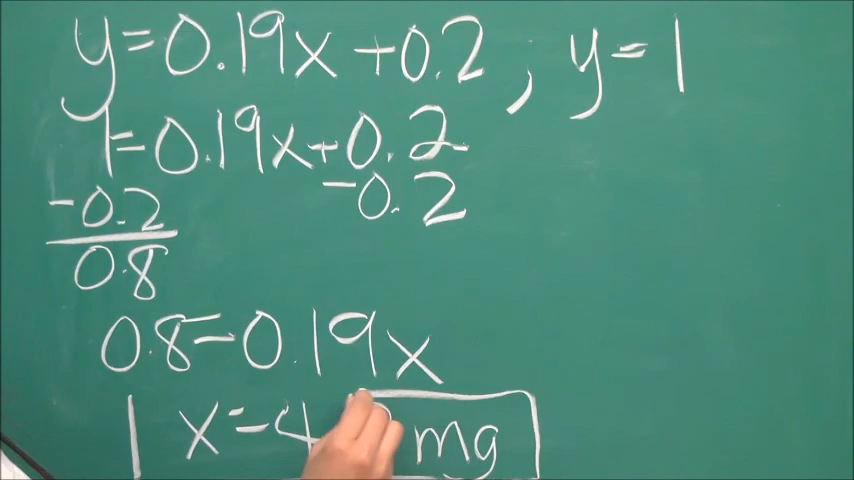 y=0.19x+0.2 ; y=1
1=0.19x+0.2
-0.2 -0.2
0.8
0.8=0.19x
x=4 mg